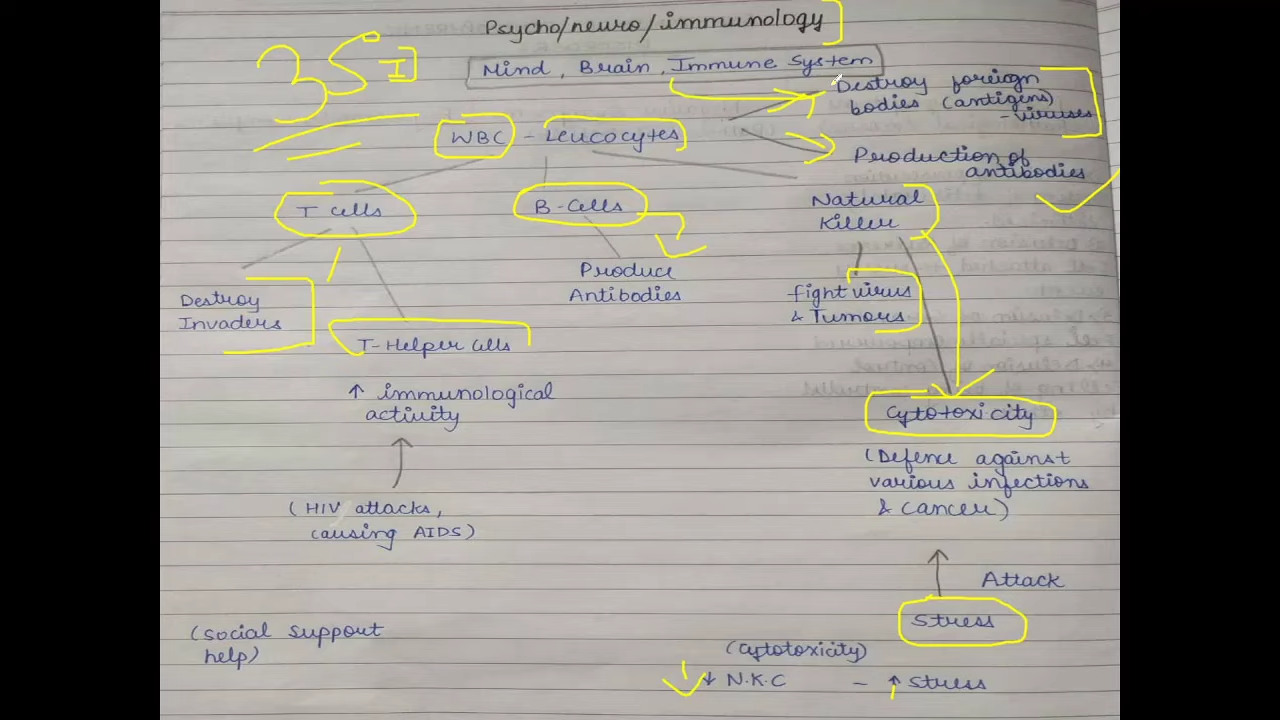 Psycho/neuro/immunology
3S I
Mind, Brain, Immune System
Destroy foreign
bodies (antigens)
- viruses
WBC - Leucocytes
Production of
antibodies
T cells
B-Cells
Natural
Killer
Destroy
Invaders
Produce
Antibodies
fight virus
& Tumours
T-Helper cells
↑ immunological
activity
Cytotoxicity
(Defence against
various infections
& cancer)
(HIV attacks,
causing AIDS)
Attack
Stress
(social support
help)
(Cytotoxicity)
↓ N.K.C - ↑ Stress